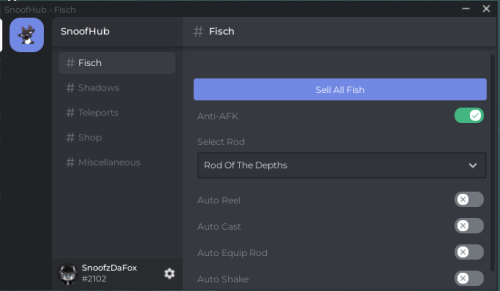 SnoofHub - Fisch
SnoofHub
# Fisch
# Fisch
# Shadows
# Teleports
# Shop
# Miscellaneous
SnoofzDaFox
#2102
Sell All Fish
Anti-AFK
Select Rod
Rod Of The Depths
Auto Reel
Auto Cast
Auto Equip Rod
Auto Shake